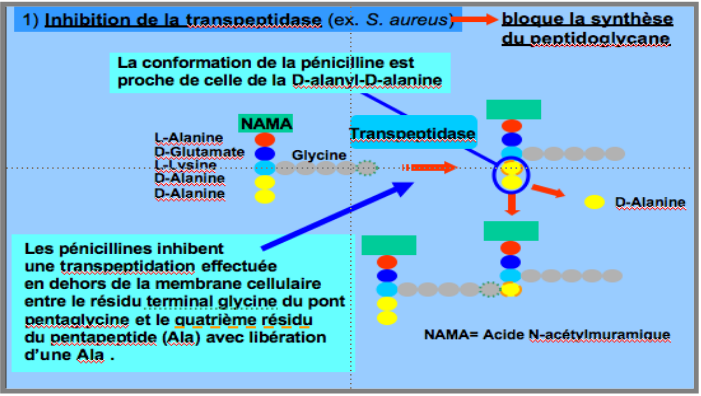 1) Inhibition de la transpeptidase (ex. S. aureus)
bloque la synthèse
du peptidoglycane
La conformation de la pénicilline est
proche de celle de la D-alanyl-D-alanine
NAMA
L-Alanine
D-Glutamate
L-Lysine
D-Alanine
D-Alanine
Glycine
Transpeptidase
D-Alanine
Les pénicillines inhibent
une transpeptidation effectuée
en dehors de la membrane cellulaire
entre le résidu terminal glycine du pont
pentaglycine et le quatrième résidu
du pentapeptide (Ala) avec libération
d'une Ala .
NAMA= Acide N-acétylmuramique